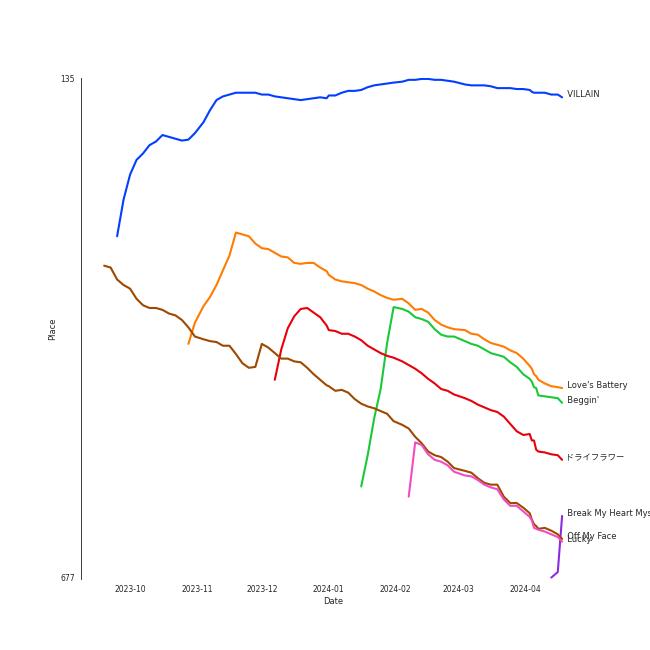 135
VILLAIN
Place
Love's Battery
Beggin'
ドライフラワー
Break My Heart Mys
Off My Face
Lucky
677
2023-10
2023-11
2023-12
2024-01
2024-02
2024-03
2024-04
Date